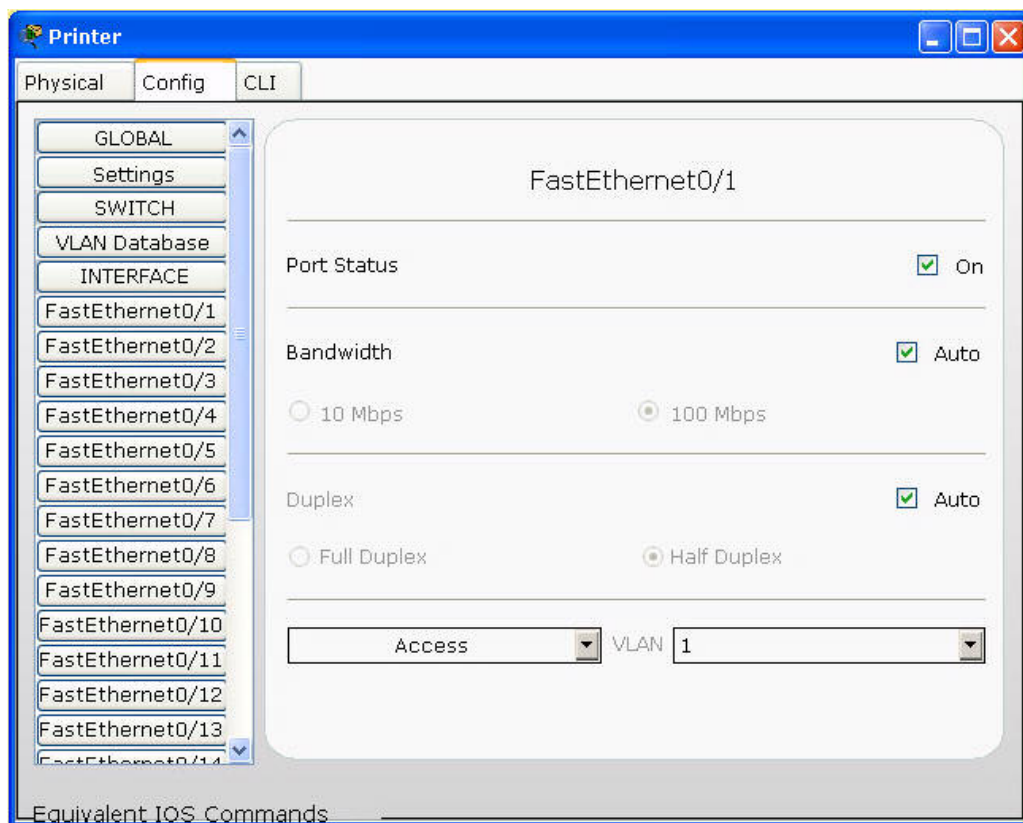 Printer
Physical Config CLI
GLOBAL
Settings
SWITCH
VLAN Database
INTERFACE
FastEthernet0/1
FastEthernet0/2
FastEthernet0/3
FastEthernet0/4
FastEthernet0/5
FastEthernet0/6
FastEthernet0/7
FastEthernet0/8
FastEthernet0/9
FastEthernet0/10
FastEthernet0/11
FastEthernet0/12
FastEthernet0/13
FastEthernet0/14
FastEthernet0/1
Port Status On
Bandwidth Auto
10 Mbps 100 Mbps
Duplex Auto
Full Duplex Half Duplex
Access VLAN 1
Equivalent IOS Commands